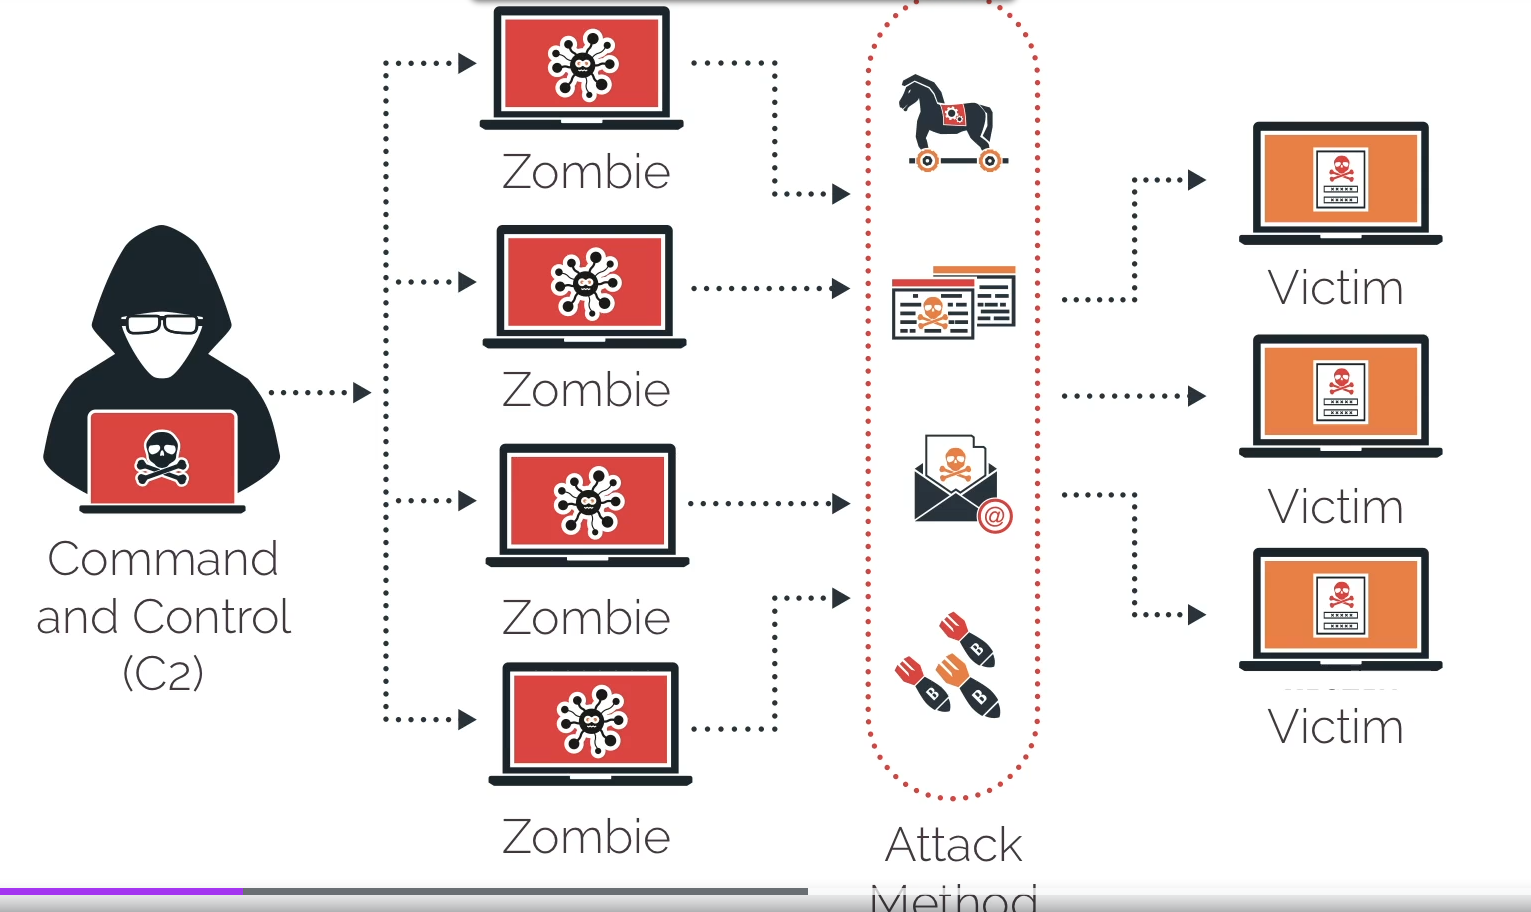 Zombie
Zombie
Zombie
Zombie
Command
and Control
(C2)
@
B
B
B
Attack
Method
Victim
Victim
Victim